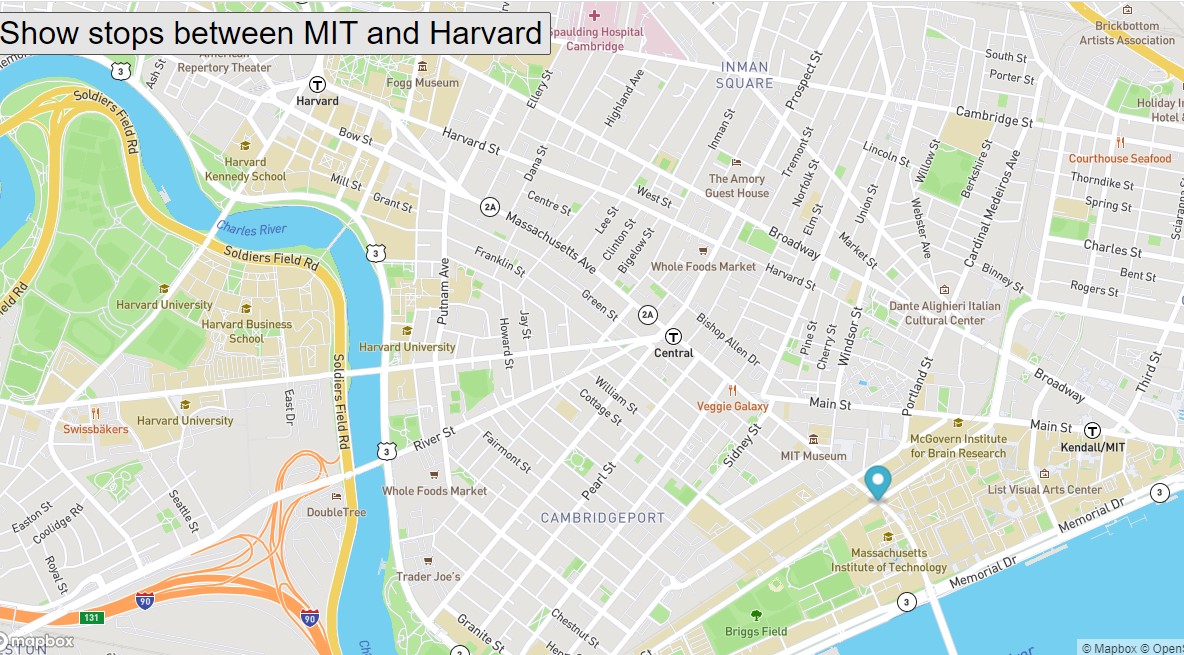 Show stops between MIT and Harvard
Spaulding Hospital
Cambridge
Brickbottom
Artists Association
3
Ash St
Repertory Theater
INMAN
SQUARE
South St
Porter St
Prospect St
Ellery St
Highland Ave
Fogg Museum
T
Harvard
Soldiers Field Rd
Bow St
Harvard St
Inman St
Cambridge St
Holiday
Hotel
Harvard
Kennedy School
Dana St
Tremont St
Lincoln St
Willow St
Berkshire St
Courthouse Seafood
Mill St
Grant St
Centre St
West St
The Amory
Guest House
Norfolk St
Thorndike St
Spring St
2A
Massachusetts Ave
Lee St
Clinton St
Bigelow St
Elm St
Union St
Webster Ave
Cardinal Medeiros Ave
Charles River
Soldiers Field Rd
3
Broadway
Market St
Charles St
Franklin St
Whole Foods Market
Harvard St
Binney St
Bent St
Rogers St
Putnam Ave
Harvard University
Harvard Business
School
Green St
2A
Dante Alighieri Italian
Cultural Center
Jay St
Howard St
Harvard University
T
Central
Bishop Allen Dr
Pine St
Cherry St
Windsor St
Portland St
Third St
Soldiers Field Rd
East Dr
William St
Cottage St
Veggie Galaxy
Main St
Broadway
Swissbäkers
Harvard University
River St
3
Fairmont St
Sidney St
MIT Museum
McGovern Institute
for Brain Research
Main St
T
Kendall/MIT
Whole Foods Market
Pearl St
List Visual Arts Center
3
DoubleTree
CAMBRIDGEPORT
Memorial Dr
Easton St
Coolidge Rd
Seattle St
Royal St
Massachusetts
Institute of Technology
Memorial Dr
Trader Joe's
90
131
90
3
Briggs Field
Granite St
Chestnut St
mapbox
3
© Mapbox ©